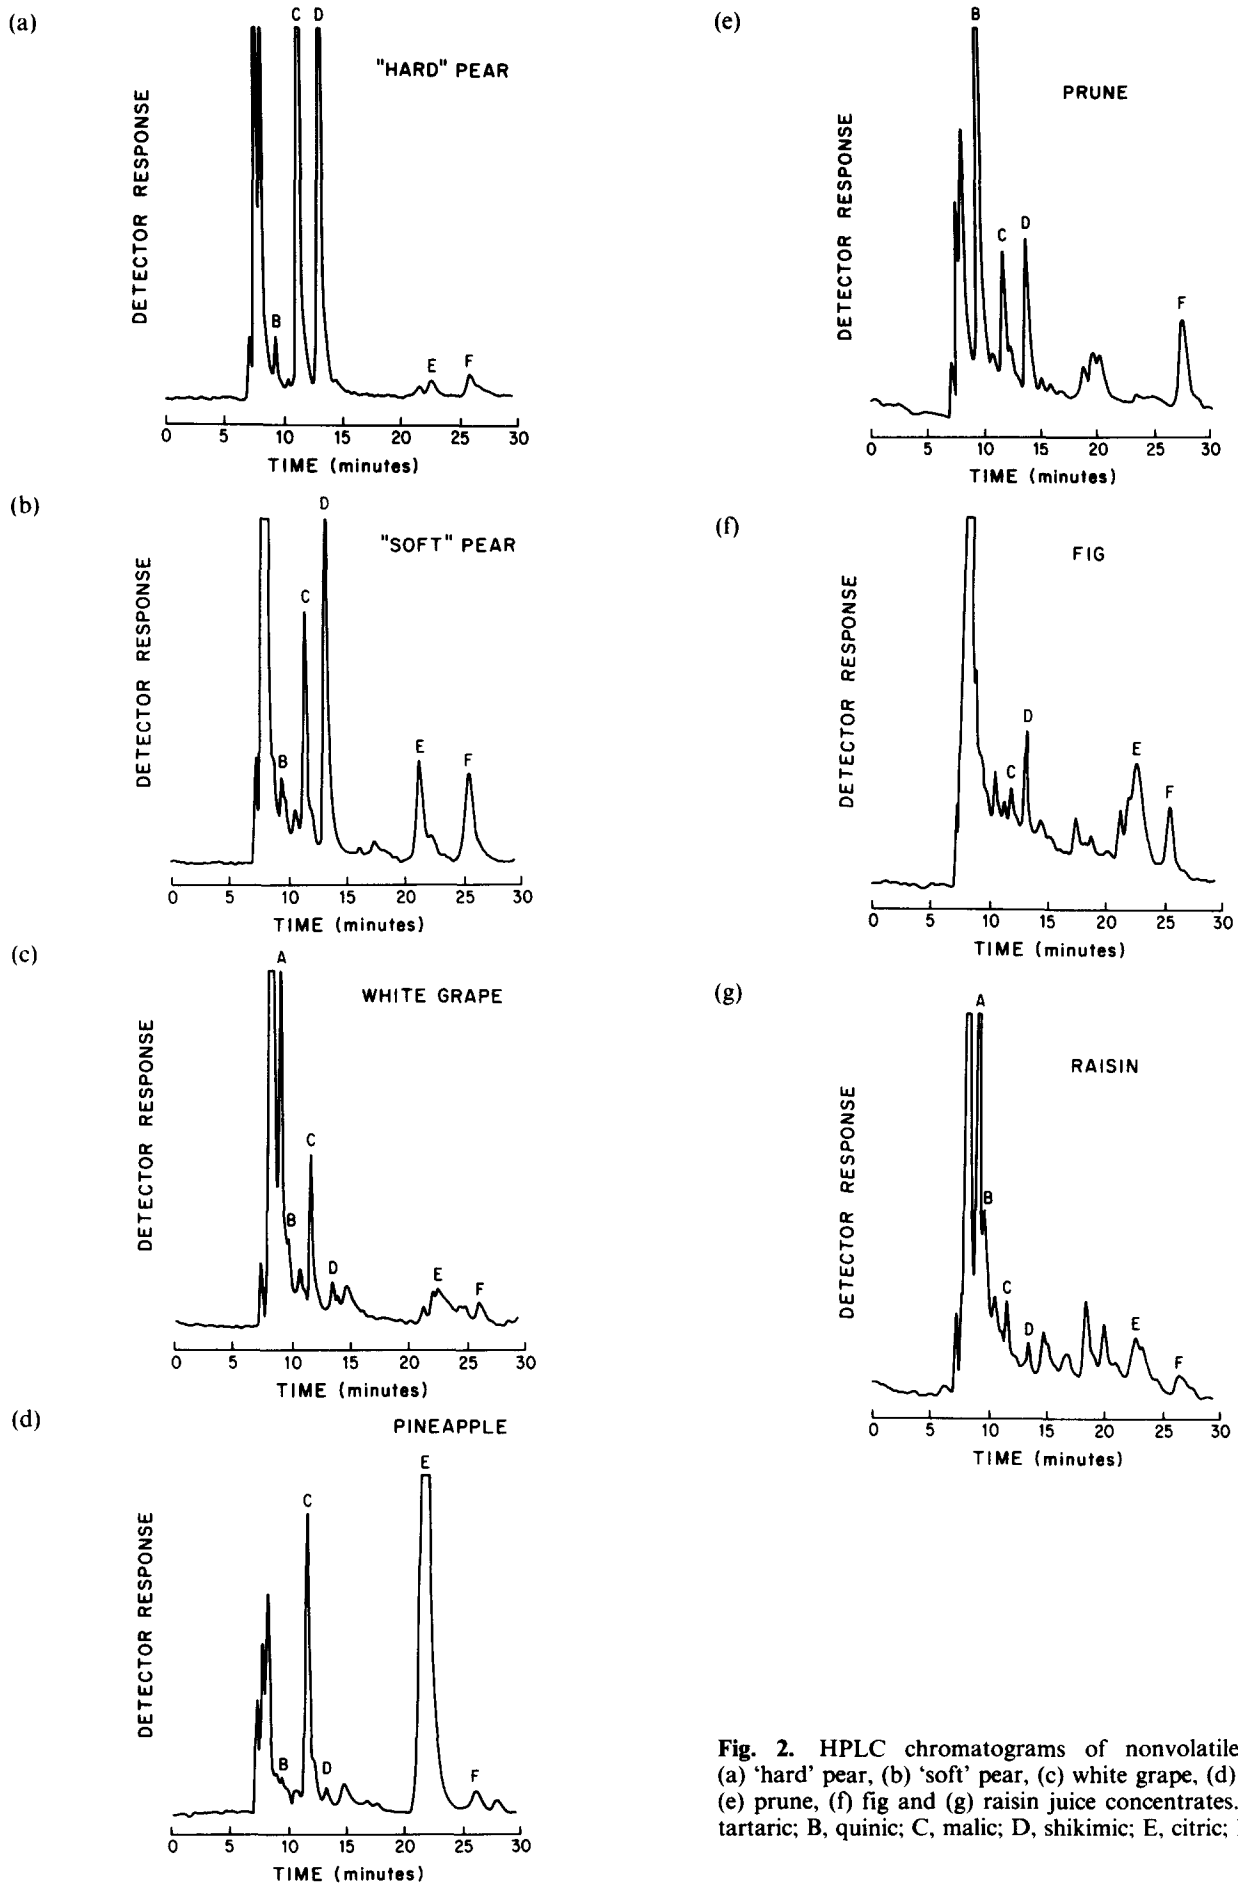 (a)
C D
"HARD" PEAR
DETECTOR RESPONSE
B
E F
0 5 10 15 20 25 30
TIME (minutes)
(b)
D
"SOFT" PEAR
C
DETECTOR RESPONSE
B
E F
0 5 10 15 20 25 30
TIME (minutes)
(c)
A
WHITE GRAPE
DETECTOR RESPONSE
C
B
D E F
0 5 10 15 20 25 30
TIME (minutes)
(d)
PINEAPPLE
E
C
DETECTOR RESPONSE
B D F
0 5 10 15 20 25 30
TIME (minutes)
(e)
B
PRUNE
DETECTOR RESPONSE
C D
F
0 5 10 15 20 25 30
TIME (minutes)
(f)
FIG
DETECTOR RESPONSE
D
C E
F
0 5 10 15 20 25 30
TIME (minutes)
(g)
A
RAISIN
DETECTOR RESPONSE
B
C
D E
F
0 5 10 15 20 25 30
TIME (minutes)
Fig. 2. HPLC chromatograms of nonvolatile
(a) 'hard' pear, (b) 'soft' pear, (c) white grape, (d)
(e) prune, (f) fig and (g) raisin juice concentrates.
tartaric; B, quinic; C, malic; D, shikimic; E, citric;